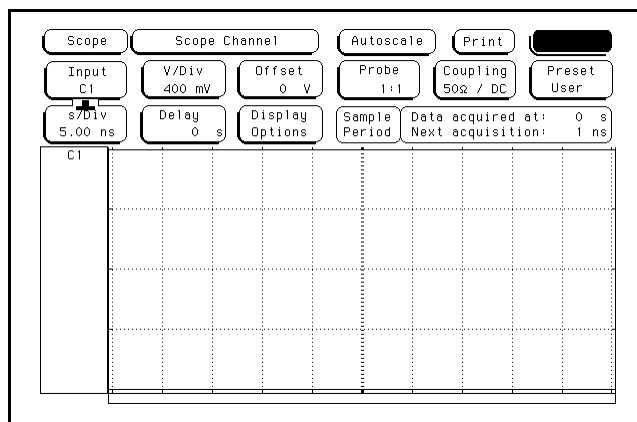 Scope Scope Channel Autoscale Print
Input V/Div Offset Probe Coupling Preset
C1 400 mV 0 V 1:1 50Ω / DC User
s/Div Delay Display Sample Data acquired at: 0 s
5.00 ns 0 s Options Period Next acquisition: 1 ns
C1